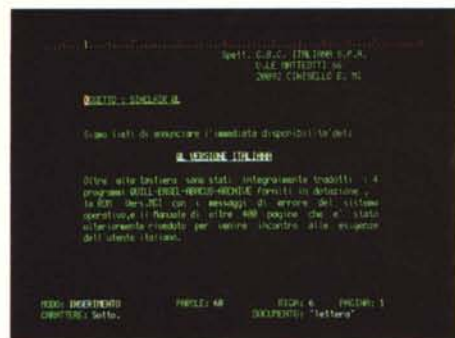 Spett. G.B.C. ITALIANA S.P.A.
V.LE MATTEOTTI 66
20092 CINISELLO B. MI
OGGETTO : SINCLAIR QL
Siamo lieti di annunciare l'immediata disponibilita' del:
QL VERSIONE ITALIANA
Oltre alla tastiera sono stati integralmente tradotti i 4
programmi QUILL-EASEL-ABACUS-ARCHIVE forniti in dotazione ,
la ROM Vers. con i messaggi di errore del sistema
operativo,e il Manuale di oltre 400 pagine che e' stato
ulteriormente riveduto per venire incontro alle esigenze
dell'utente italiano.
MODO: INSERIMENTO PAROLE: 60 RIGA: 6 PAGINA: 1
CARATTERE: Sotto. DOCUMENTO: "lettera"